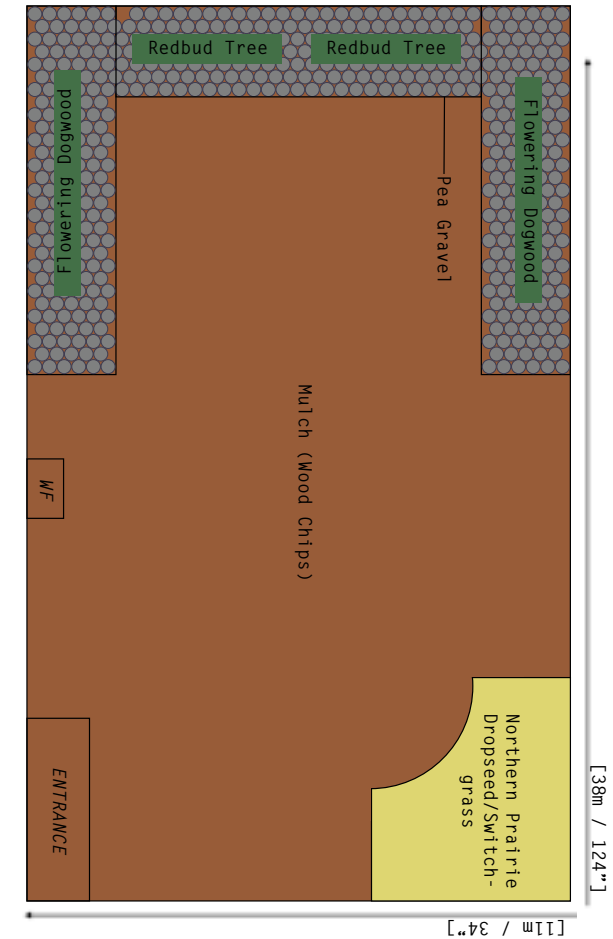 Redbud Tree
Redbud Tree
Flowering Dogwood
Flowering Dogwood
Pea Gravel
Mulch (Wood Chips)
WF
ENTRANCE
Northern Prairie
Dropseed/Switch-
grass
[38m / 124"]
[11m / 34"]